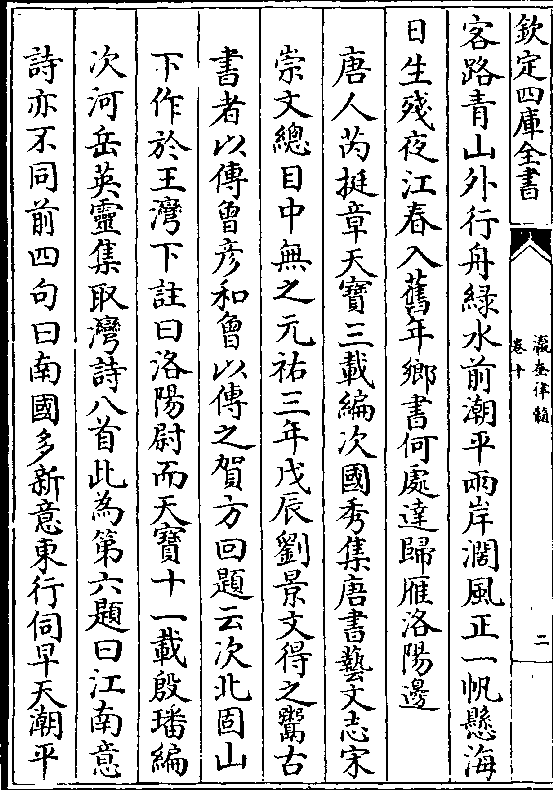 欽定四庫全書
瀛奎律髓
卷十
二
客路青山外行舟綠水前潮平兩岸濶風正一帆懸海
日生殘夜江春入舊年鄉書何處達歸雁洛陽邊
唐人芮挺章天寶三載編次國秀集唐書藝文志宋
崇文總目中無之元祐三年戊辰劉景文得之鬻古
書者以傳曾彦和曾以傳之賀方回題云次北固山
下作於王灣下註曰洛陽尉而天寶十一載殷璠編
次河岳英靈集取灣詩八首此為第六題曰江南意
詩亦不同前四句曰南國多新意東行伺早天潮平